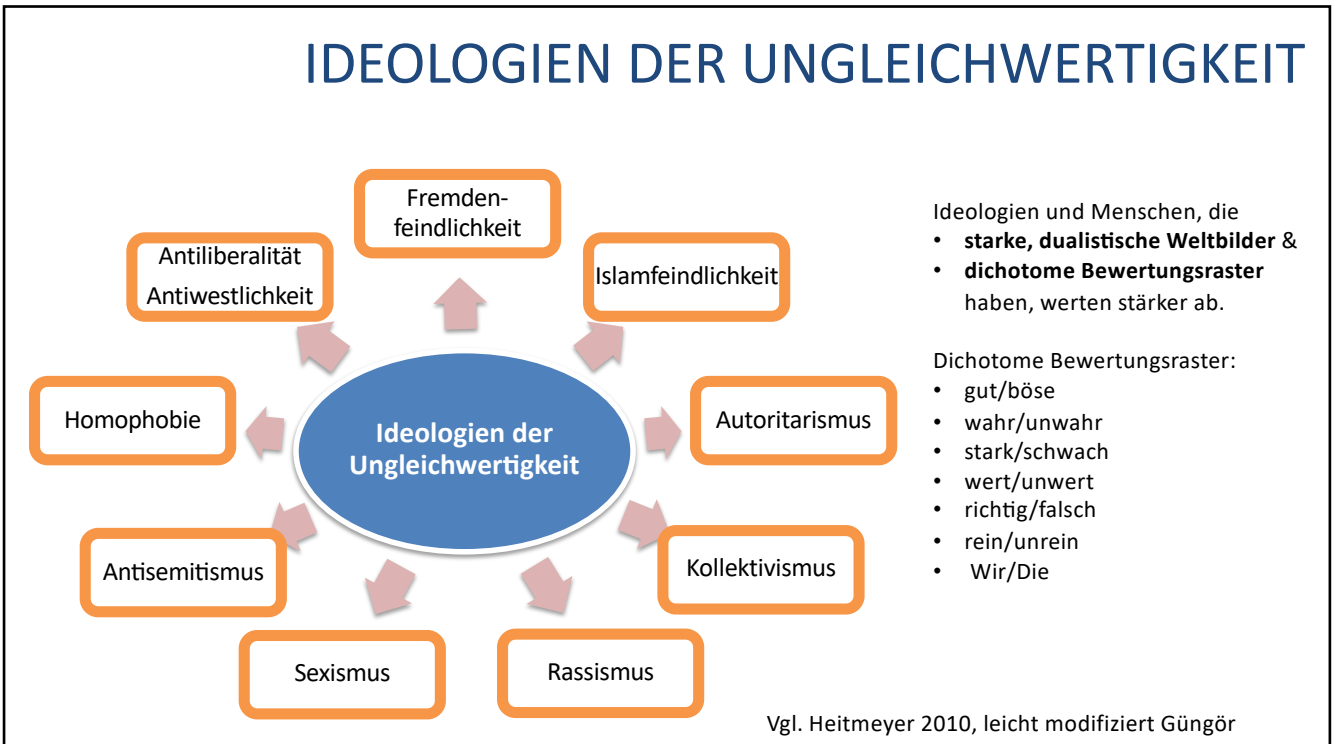 IDEOLOGIEN DER UNGLEICHWERTIGKEIT
Fremden-
feindlichkeit
Antiliberalität
Antiwestlichkeit
Islamfeindlichkeit
Homophobie
Autoritarismus
Ideologien der
Ungleichwertigkeit
Antisemitismus
Kollektivismus
Sexismus
Rassismus
Ideologien und Menschen, die
• starke, dualistische Weltbilder &
• dichotome Bewertungsraster
haben, werten stärker ab.
Dichotome Bewertungsraster:
• gut/böse
• wahr/unwahr
• stark/schwach
• wert/unwert
• richtig/falsch
• rein/unrein
• Wir/Die
Vgl. Heitmeyer 2010, leicht modifiziert Güngör